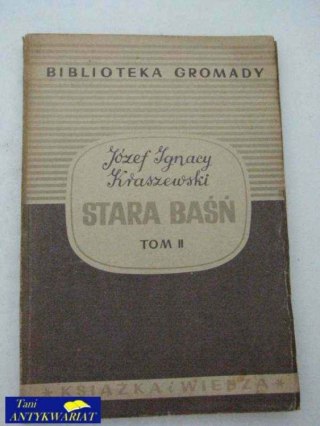 BIBLIOTEKA GROMADY
Józef Ignacy
Kraszewski
STARA BAŚŃ
TOM II
* KSIĄŻKA i WIEDZA *
Tani
ANTYKWARIAT